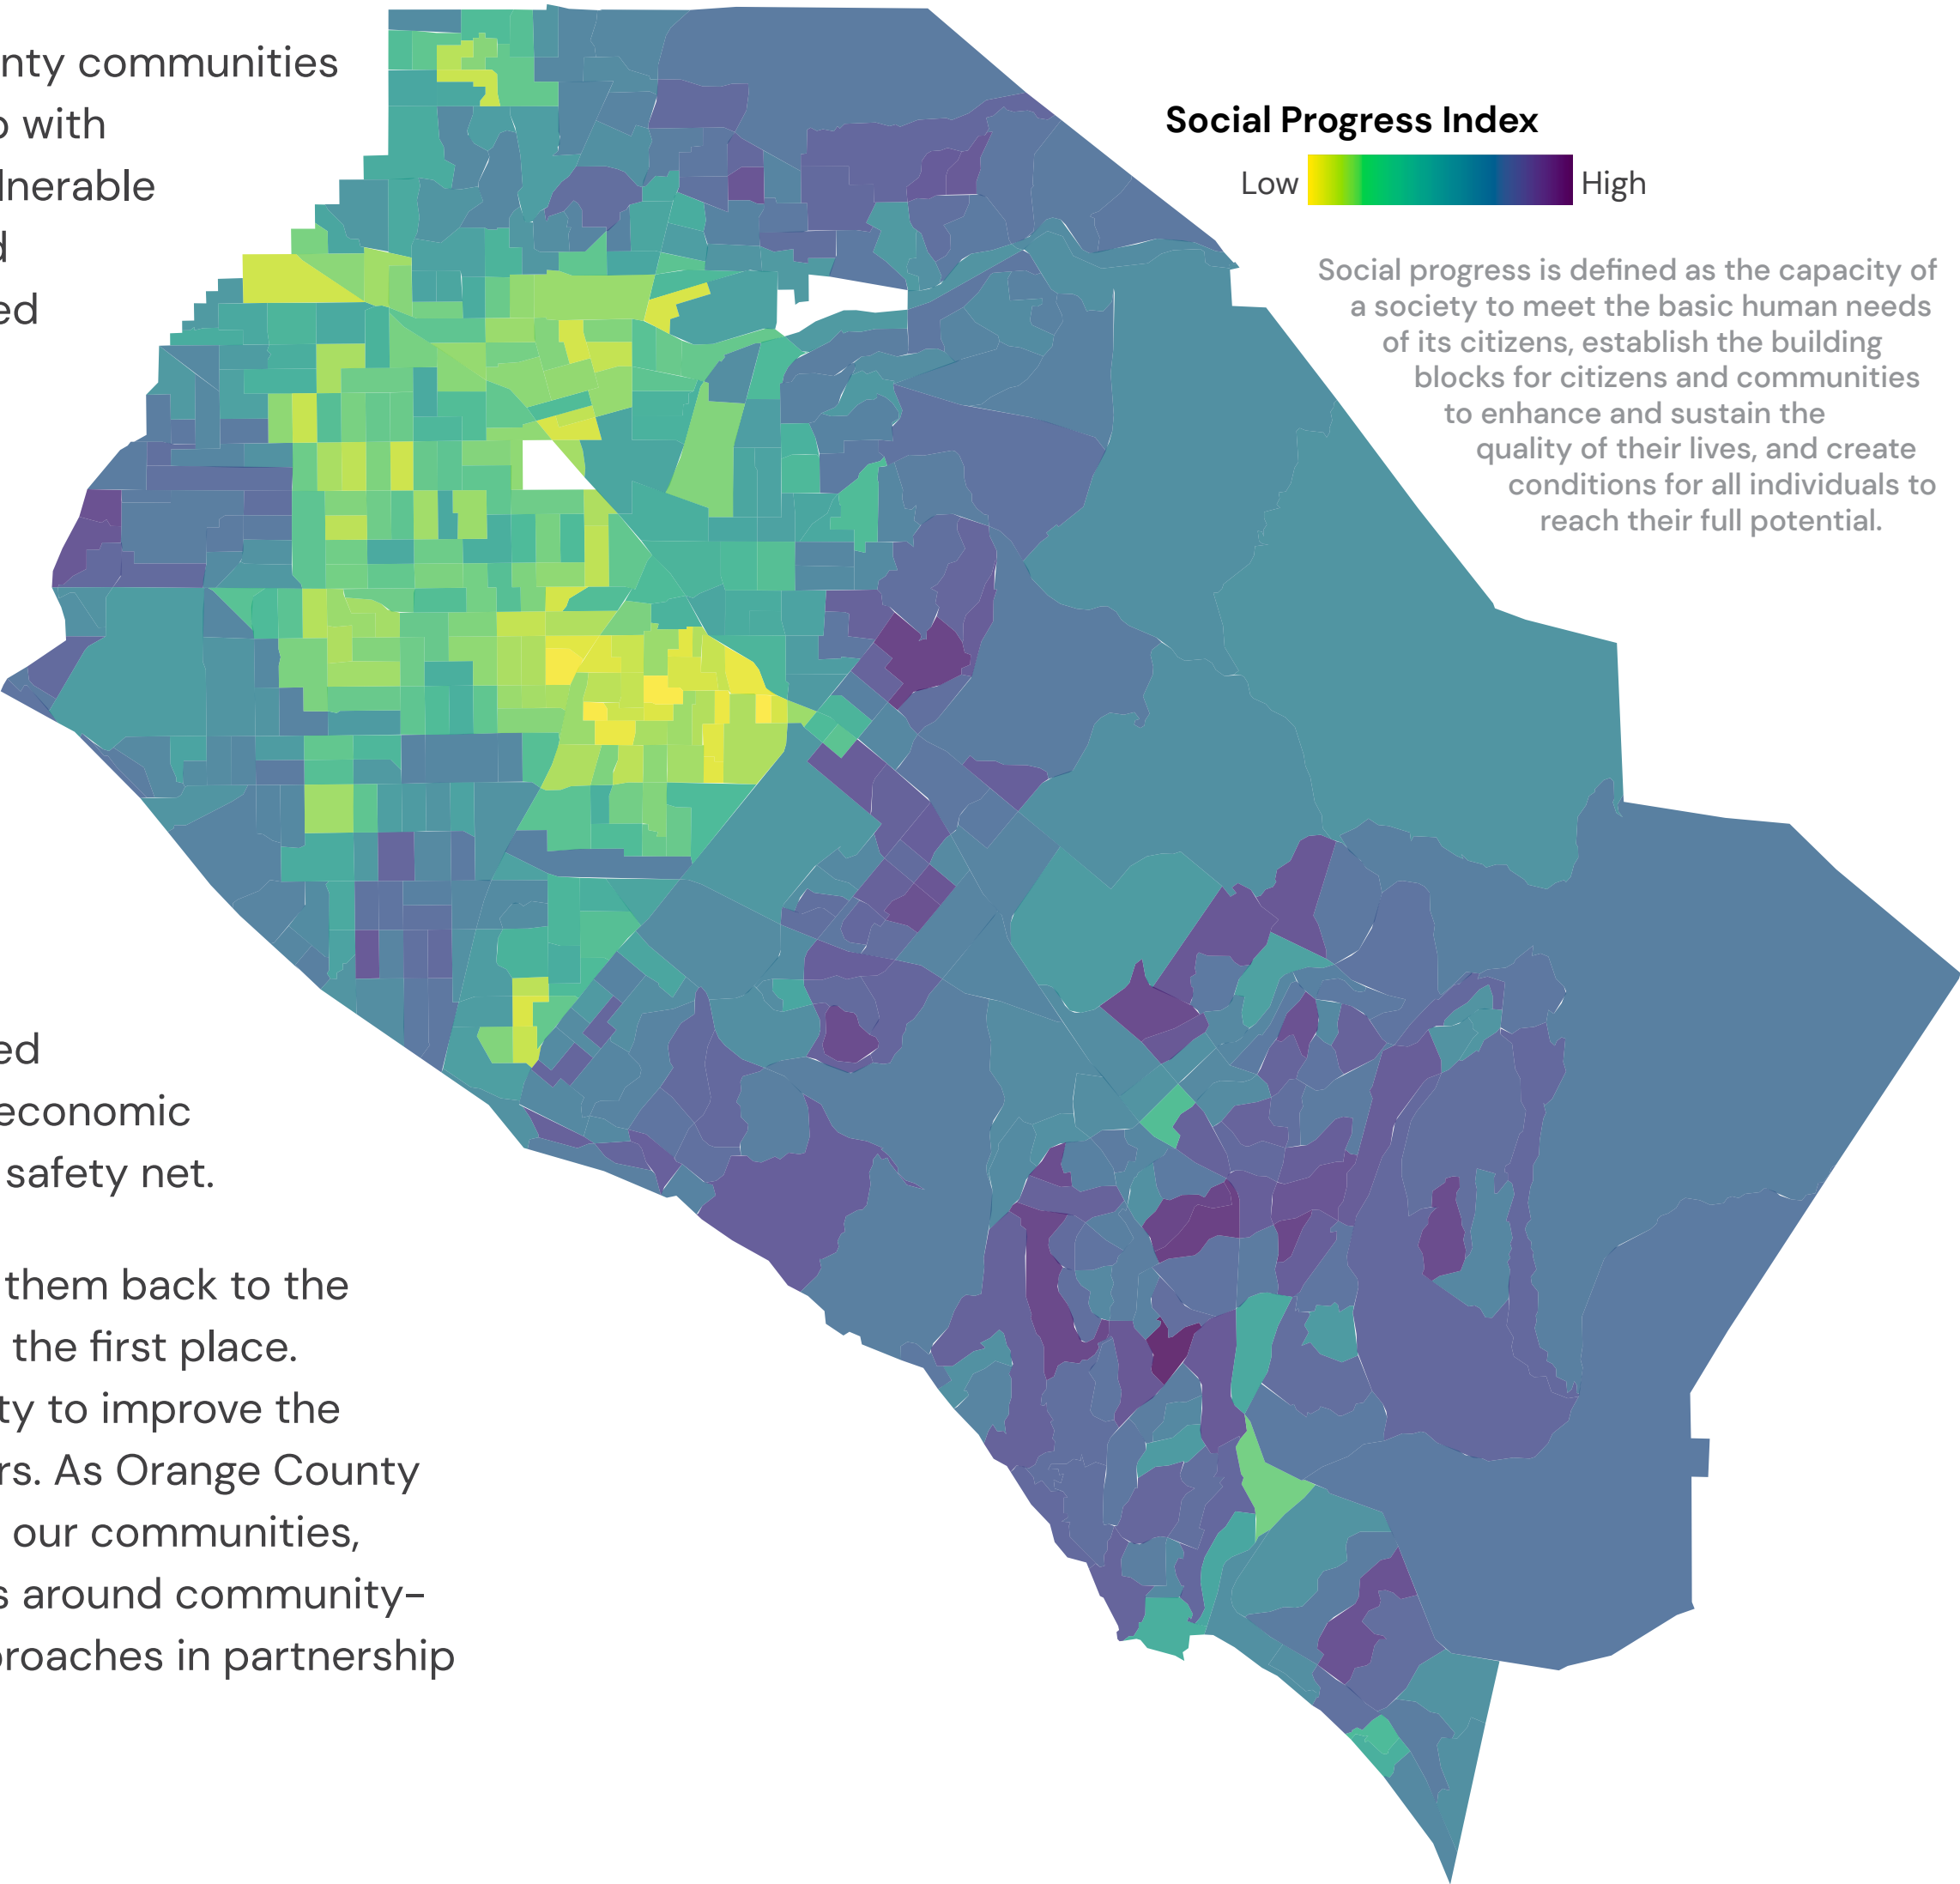 nty communities
with
nerable
ed
Social Progress Index
Low
High
Social progress is defined as the capacity of
a society to meet the basic human needs
of its citizens, establish the building
blocks for citizens and communities
to enhance and sustain the
quality of their lives, and create
conditions for all individuals to
reach their full potential.
ed
economic
safety net.
them back to the
the first place.
ty to improve the
rs. As Orange County
our communities,
s around community-
roaches in partnership